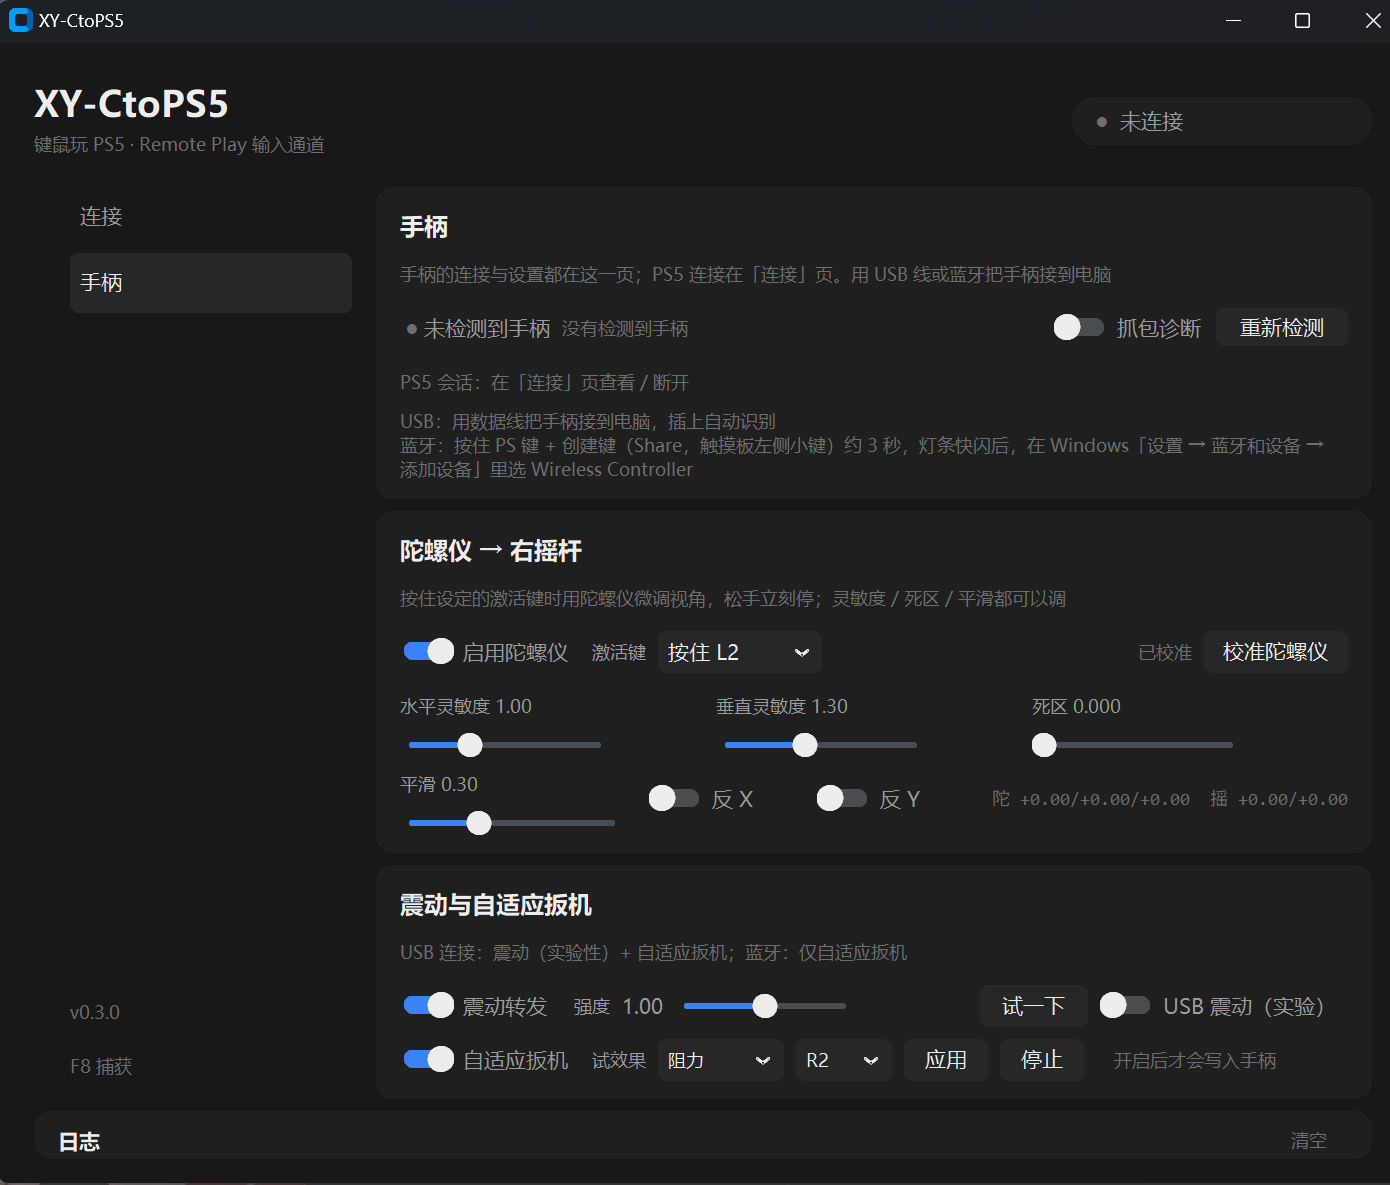 XY-CtoPS5
XY-CtoPS5
键鼠玩 PS5 · Remote Play 输入通道
未连接
连接
手柄
手柄
手柄的连接与设置都在这一页；PS5 连接在「连接」页。用 USB 线或蓝牙把手柄接到电脑
未检测到手柄 没有检测到手柄
抓包诊断
重新检测
PS5 会话：在「连接」页查看 / 断开
USB：用数据线把手柄接到电脑，插上自动识别
蓝牙：按住 PS 键 + 创建键（Share，触摸板左侧小键）约 3 秒，灯条快闪后，在 Windows「设置 → 蓝牙和设备 →
添加设备」里选 Wireless Controller
陀螺仪 → 右摇杆
按住设定的激活键时用陀螺仪微调视角，松手立刻停；灵敏度 / 死区 / 平滑都可以调
启用陀螺仪 激活键 按住 L2 已校准 校准陀螺仪
水平灵敏度 1.00 垂直灵敏度 1.30 死区 0.000
平滑 0.30
反 X 反 Y 陀 +0.00/+0.00/+0.00 摇 +0.00/+0.00
震动与自适应扳机
USB 连接：震动（实验性）+ 自适应扳机；蓝牙：仅自适应扳机
震动转发 强度 1.00 试一下 USB 震动（实验）
自适应扳机 试效果 阻力 R2 应用 停止 开启后才会写入手柄
v0.3.0
F8 捕获
日志 清空